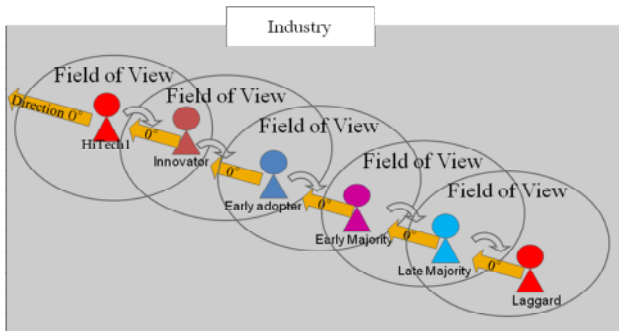 Industry
Field of View
Field of View
Field of View
Field of View
Field of View
Direction 0°
0°
0°
0°
0°
0°
HiTech1
Innovator
Early adopter
Early Majority
Late Majority
Laggard